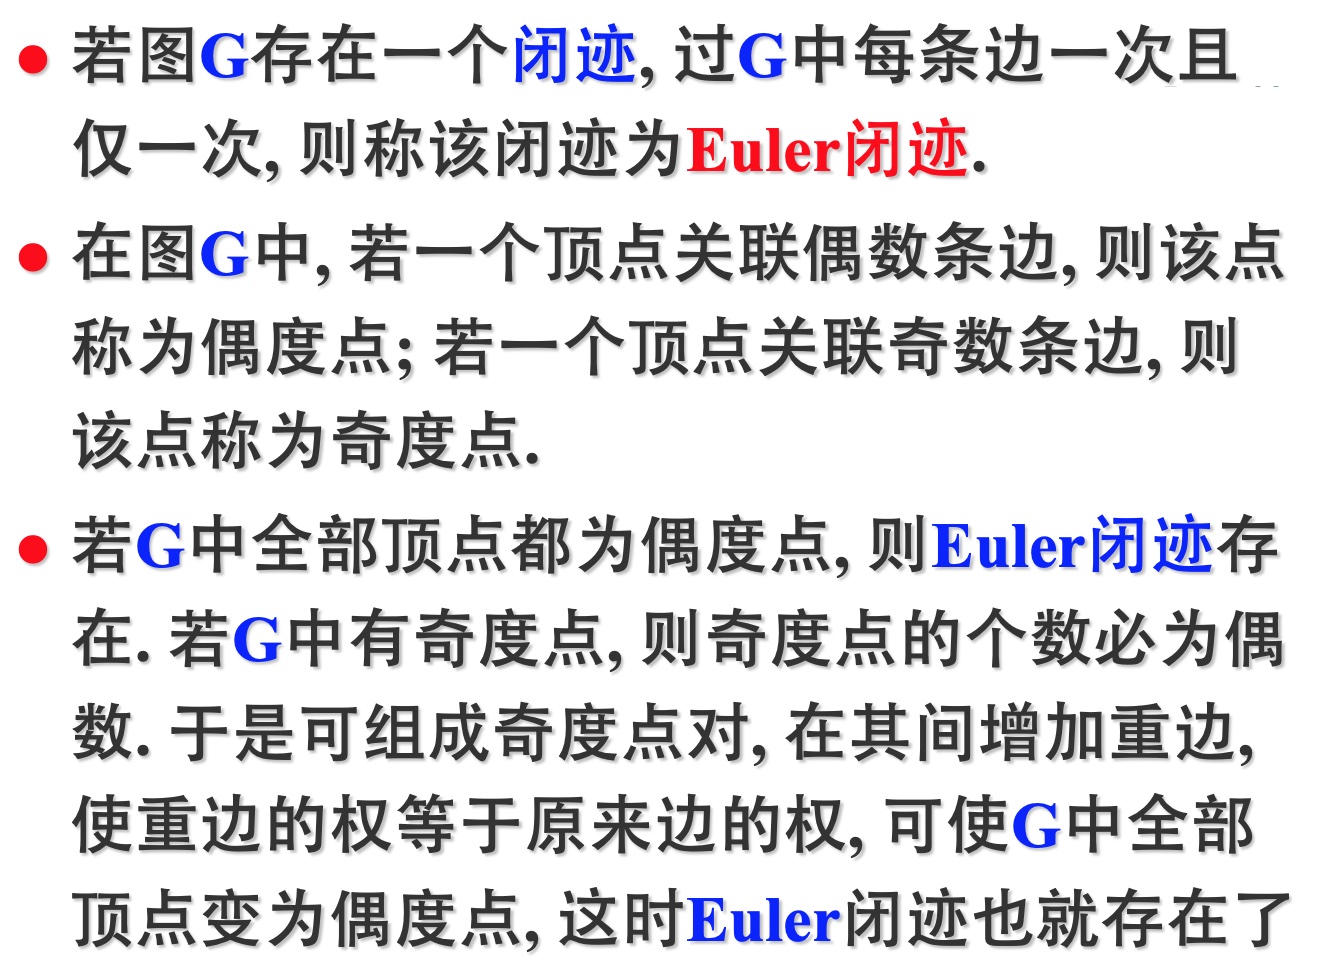 ● 若图G存在一个闭迹, 过G中每条边一次且
仅一次, 则称该闭迹为Euler闭迹.
● 在图G中, 若一个顶点关联偶数条边, 则该点
称为偶度点; 若一个顶点关联奇数条边, 则
该点称为奇度点.
● 若G中全部顶点都为偶度点, 则Euler闭迹存
在. 若G中有奇度点, 则奇度点的个数必为偶
数. 于是可组成奇度点对, 在其间增加重边,
使重边的权等于原来边的权, 可使G中全部
顶点变为偶度点, 这时Euler闭迹也就存在了